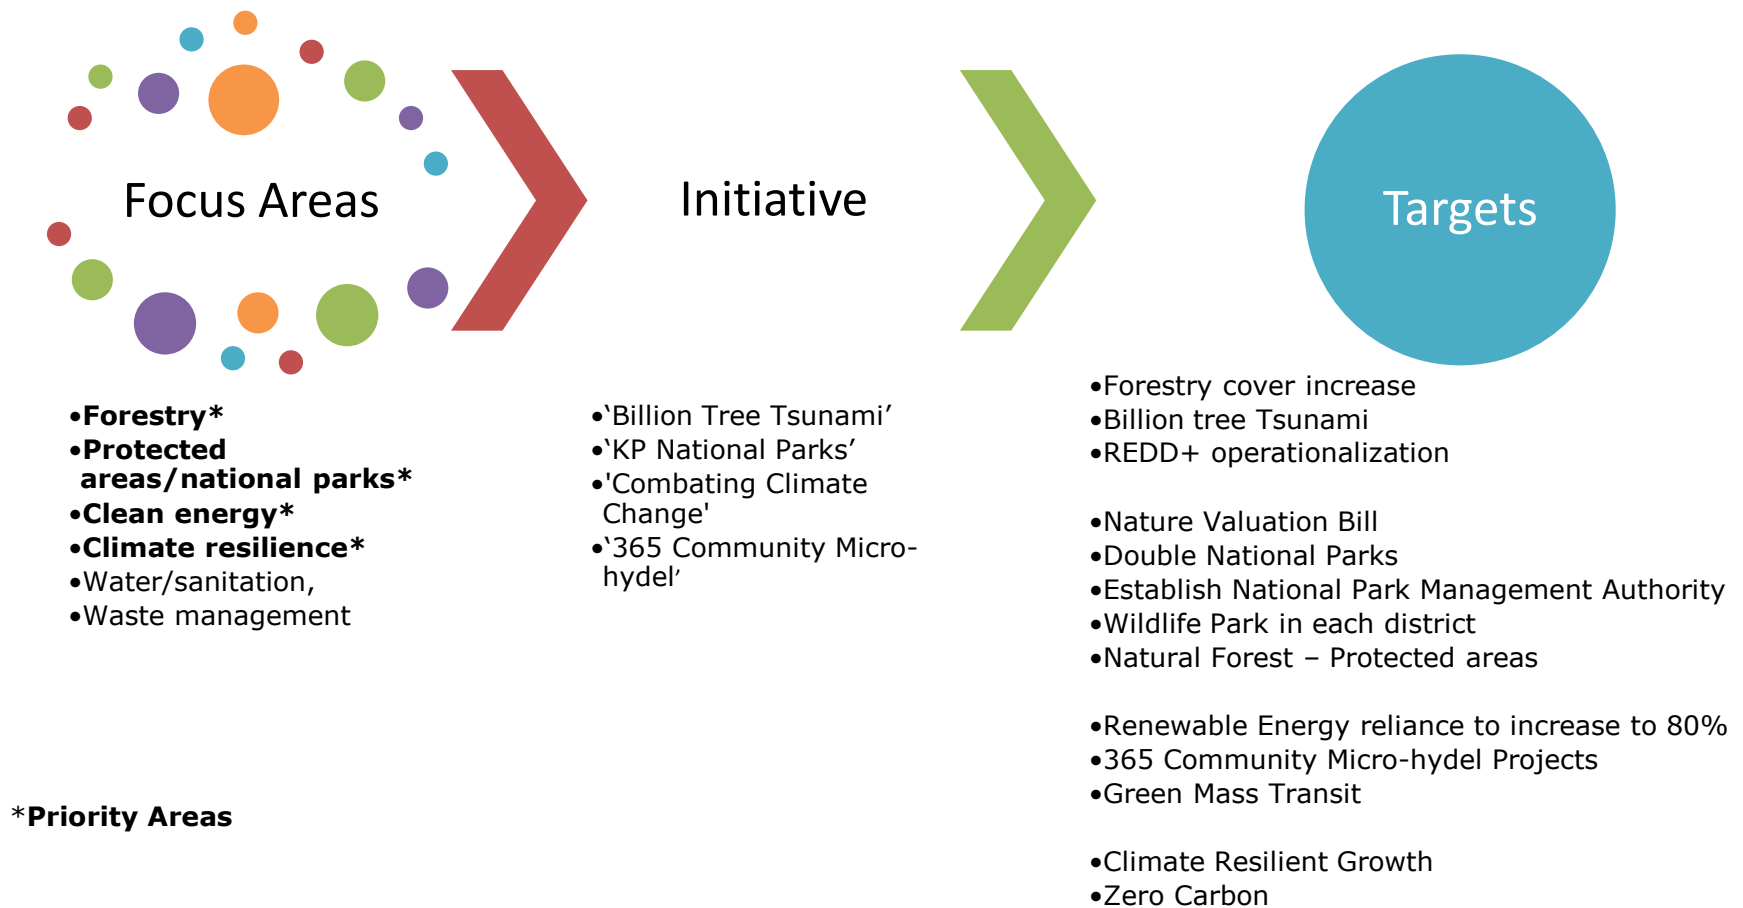 Focus Areas
Initiative
Targets
•Forestry*
•Protected
areas/national parks*
•Clean energy*
•Climate resilience*
•Water/sanitation,
•Waste management
*Priority Areas
•‘Billion Tree Tsunami’
•‘KP National Parks’
•'Combating Climate
Change'
•‘365 Community Micro-
hydel’
•Forestry cover increase
•Billion tree Tsunami
•REDD+ operationalization
•Nature Valuation Bill
•Double National Parks
•Establish National Park Management Authority
•Wildlife Park in each district
•Natural Forest – Protected areas
•Renewable Energy reliance to increase to 80%
•365 Community Micro-hydel Projects
•Green Mass Transit
•Climate Resilient Growth
•Zero Carbon